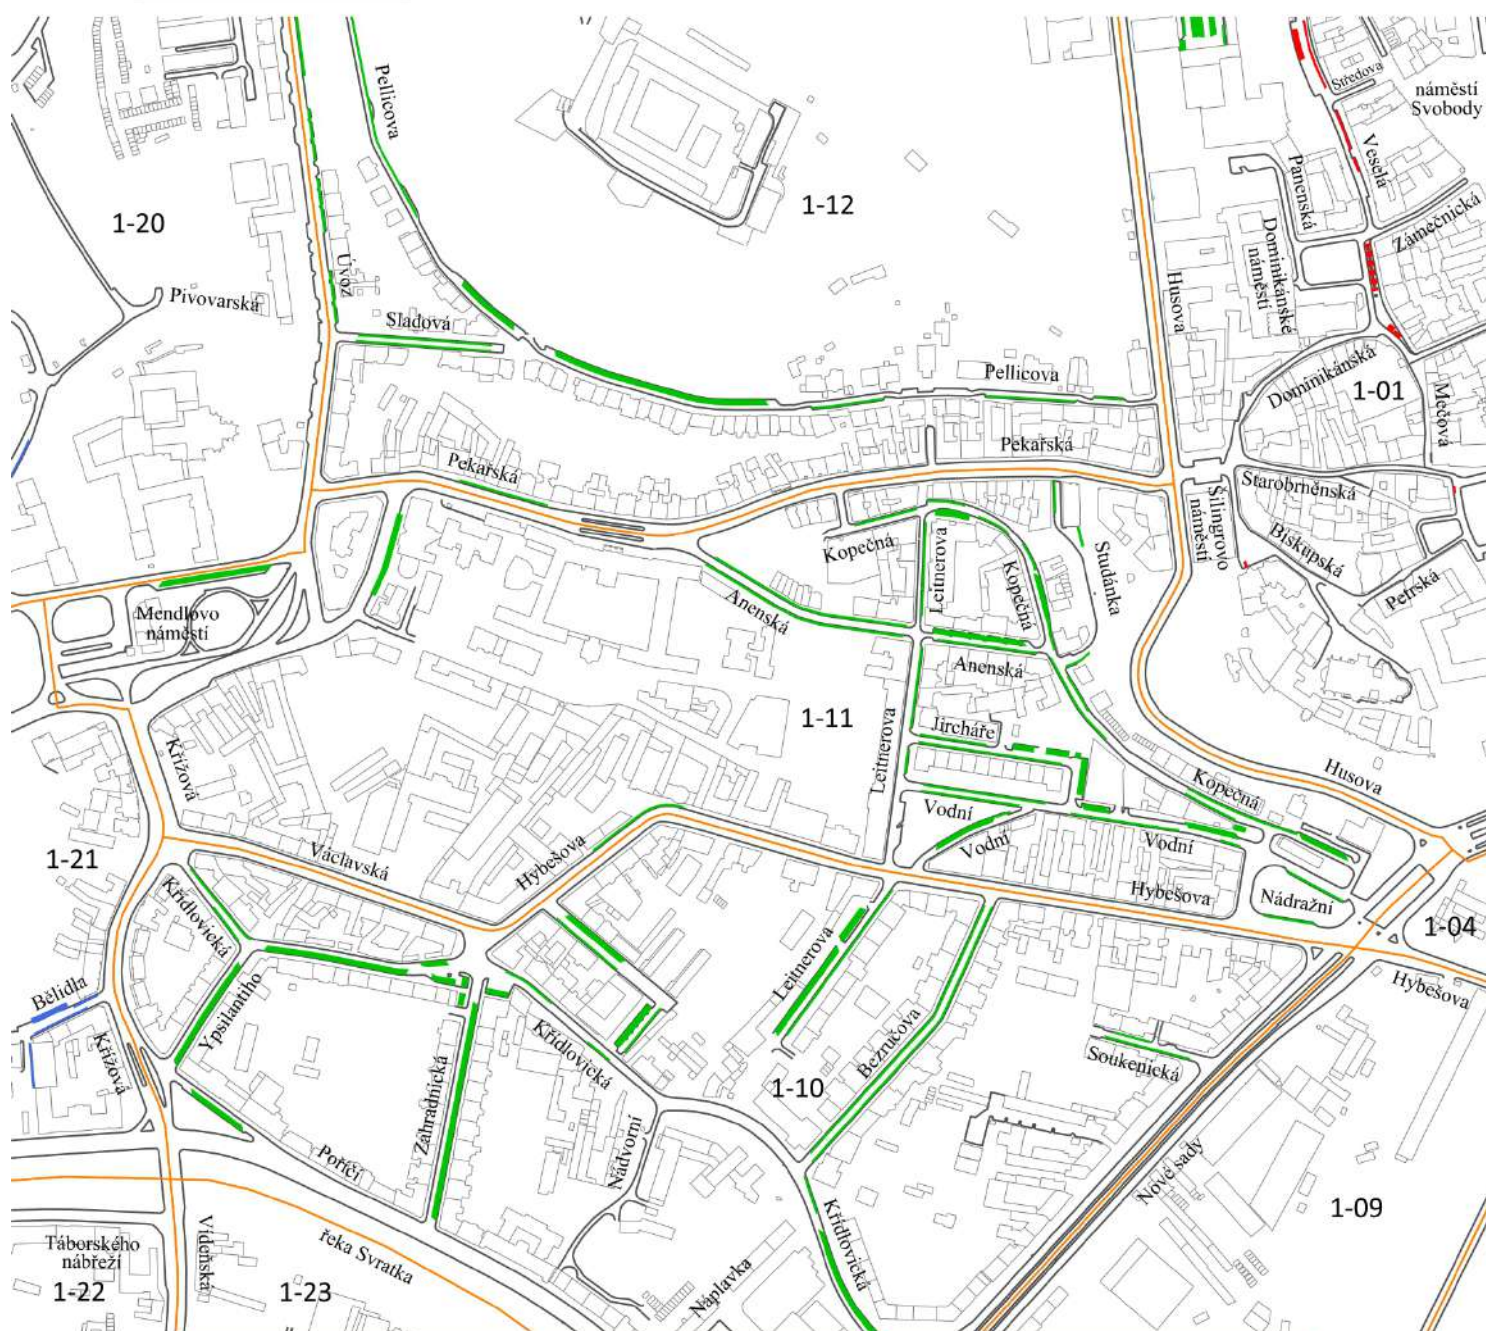 Pellicova
Středova
náměstí
Svobody
Vesela
Panenská
Zámečnická
1-12
1-20
Dominikánské
náměstí
Úvoz
Pivovarská
Husova
Sladová
Pellicova
Dominikánská
1-01
Mečová
Pekařská
Pekařská
Starobrněnská
Šilingrovo
náměstí
Biskupská
Kopečná
Leitnerova
Kopečná
Studánka
Petrská
Mendlovo
náměstí
Anenská
Anenská
1-11
Leitnerova
Jircháře
Křížová
Husova
Kopečná
Vodní
Vodní
Vodní
1-21
Václavská
Hybešova
Hybešova
Nádražní
Křídlovická
1-04
Leitnerova
Hybešova
Bělidla
Ypsilantiho
Křížová
Křídlovická
Bezručova
Soukenická
Zahradnická
1-10
Nádvorní
Poříčí
Nové sady
Křídlovická
1-09
Táborského
nábřeží
Vídeňská
řeka Svratka
1-22
1-23
Náplavka